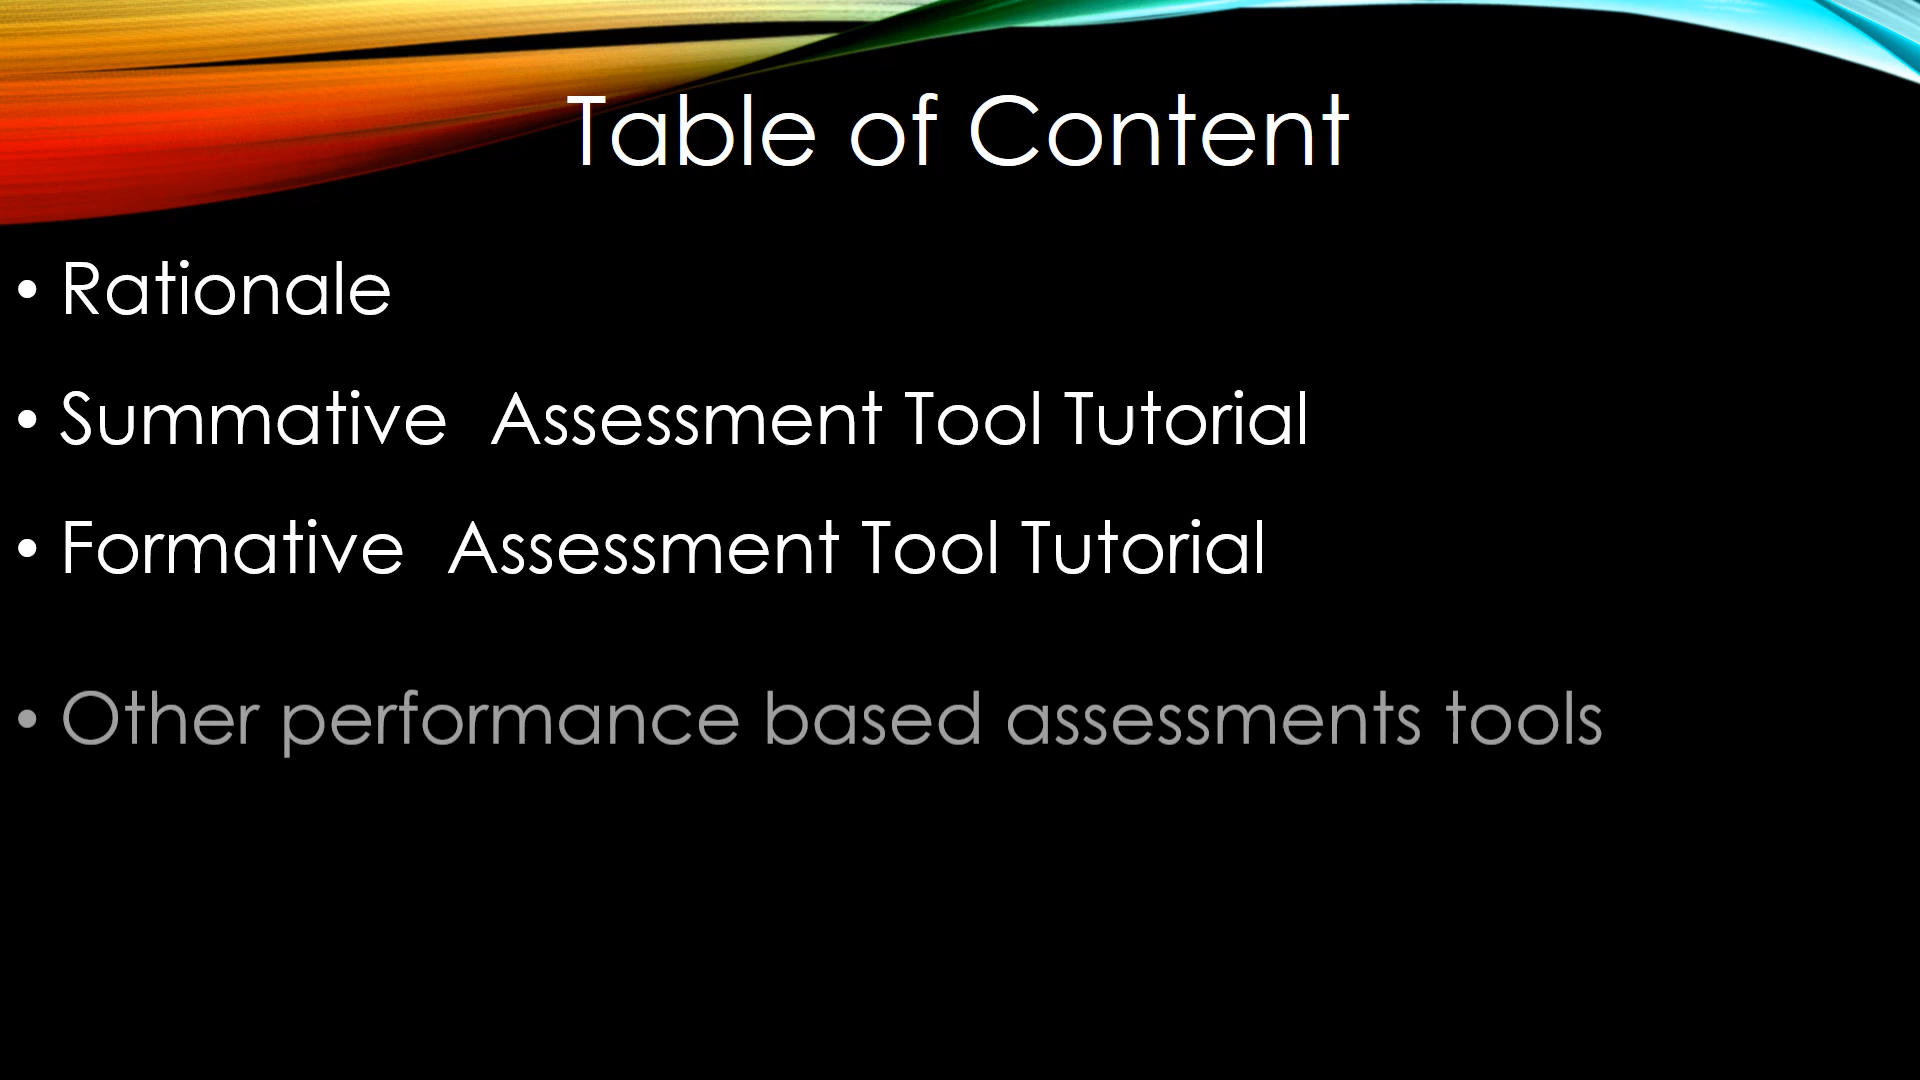 Table of Content
• Rationale
• Summative  Assessment Tool Tutorial
• Formative  Assessment Tool Tutorial
• Other performance based assessments tools